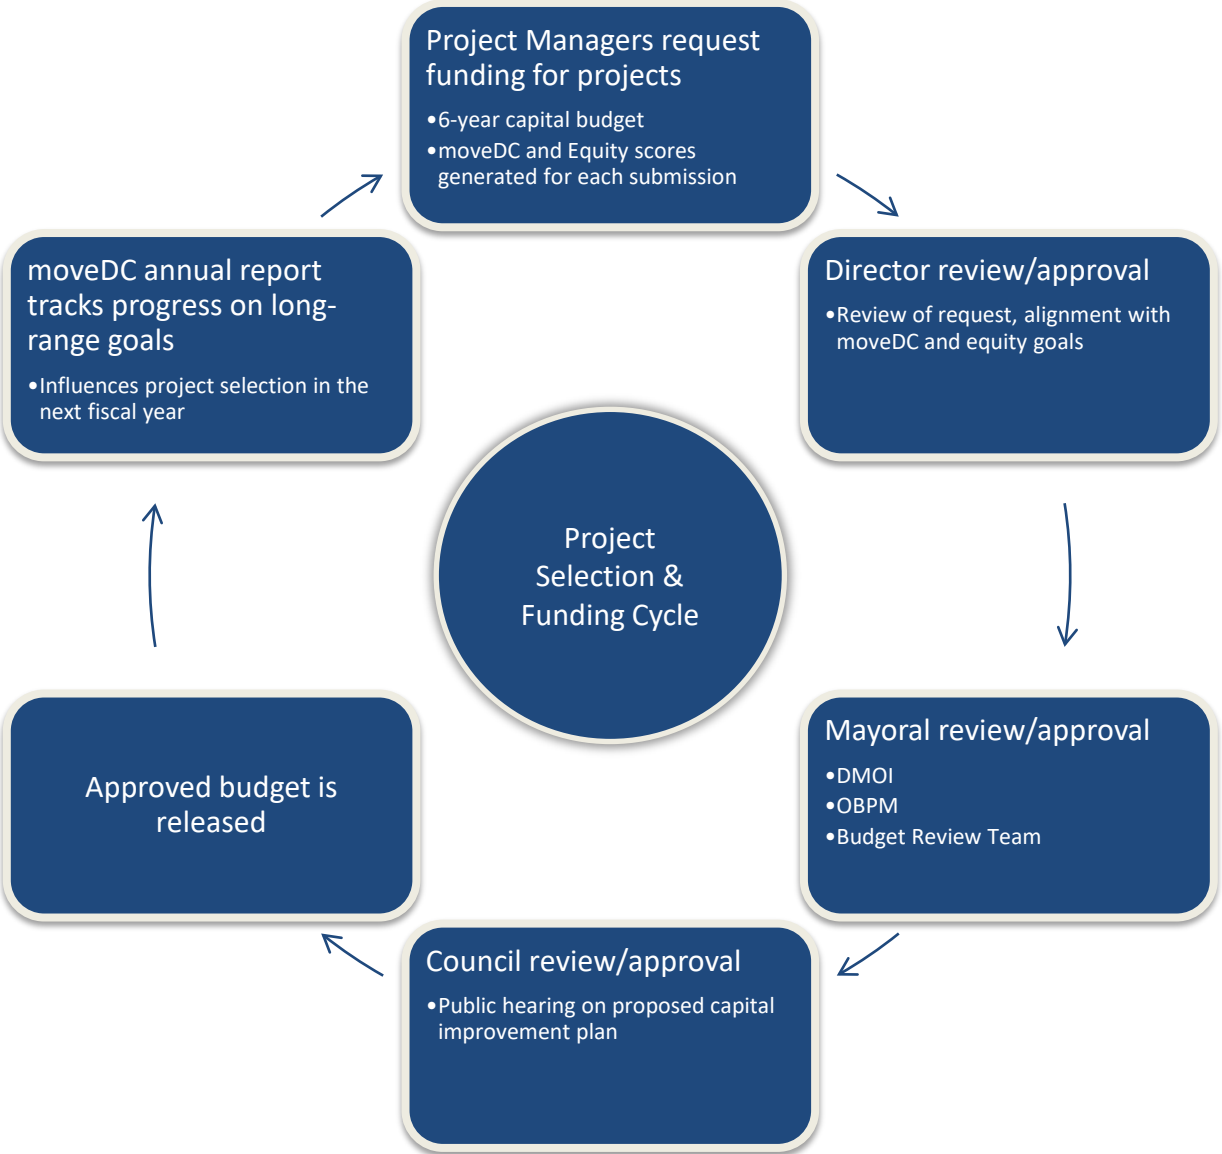 Project Managers request
funding for projects
•6-year capital budget
•moveDC and Equity scores
generated for each submission
Director review/approval
•Review of request, alignment with
moveDC and equity goals
Mayoral review/approval
•DMOI
•OBPM
•Budget Review Team
Council review/approval
•Public hearing on proposed capital
improvement plan
Approved budget is
released
moveDC annual report
tracks progress on long-
range goals
•Influences project selection in the
next fiscal year
Project
Selection &
Funding Cycle